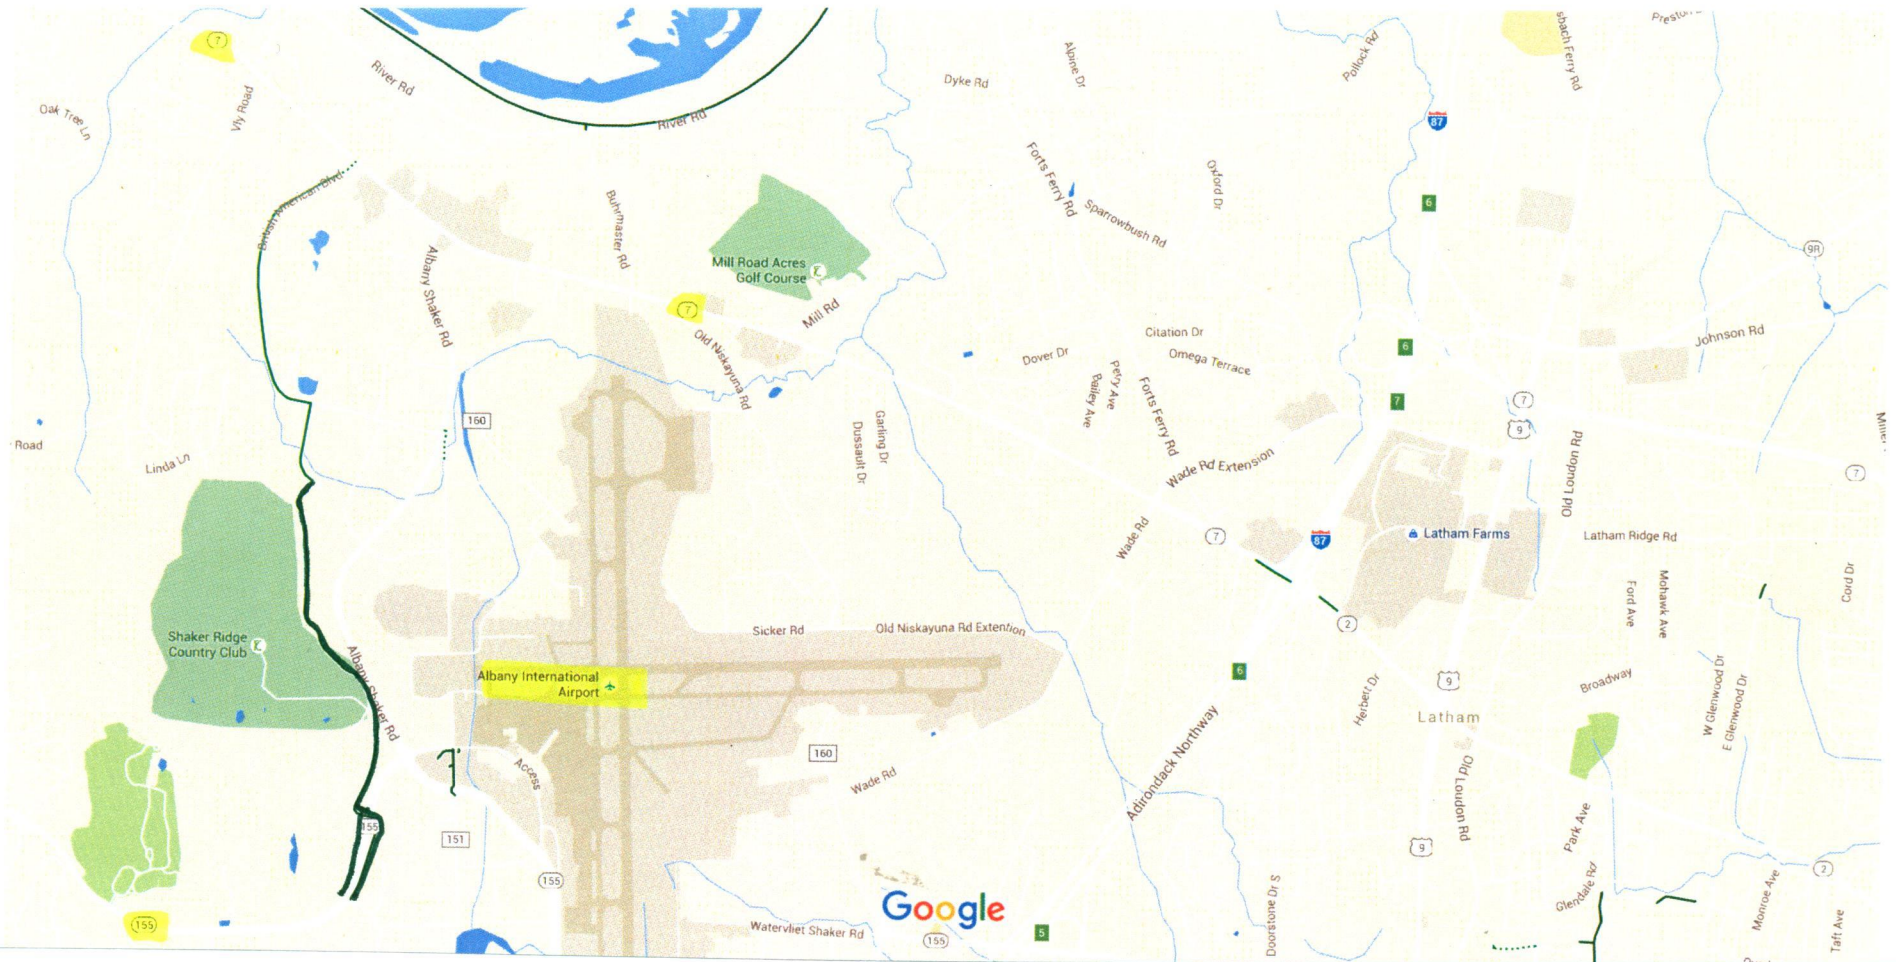 7
River Rd
Oak Tree Ln
Vly Road
River Rd
Dyke Rd
Alpine Dr
Pollock Rd
87
sbach Ferry Rd
British American Blvd
Buhrmaster Rd
Forts Ferry Rd
Sparrowbush Rd
Oxford Dr
6
9R
Albany Shaker Rd
Mill Road Acres
Golf Course
Mill Rd
7
Old Niskayuna Rd
Citation Dr
Omega Terrace
Dover Dr
Perry Ave
Bailey Ave
Forts Ferry Rd
6
7
Johnson Rd
7
9
160
Road
Linda Ln
Dussault Dr
Garling Dr
Wade Rd Extension
Old Loudon Rd
7
Wade Rd
7
87
Latham Farms
Latham Ridge Rd
Ford Ave
Mohawk Ave
Cord Dr
Shaker Ridge
Country Club
Albany Shaker Rd
Sicker Rd
Old Niskayuna Rd Extention
2
Albany International
Airport
6
Herbett Dr
9
Broadway
W Glenwood Dr
E Glenwood Dr
Latham
Adirondack Northway
Access
160
Wade Rd
Old Loudon Rd
155
151
Park Ave
9
2
155
Google
Glendale Rd
Monroe Ave
Taft Ave
155
Watervliet Shaker Rd
155
5
Doorstone Dr S